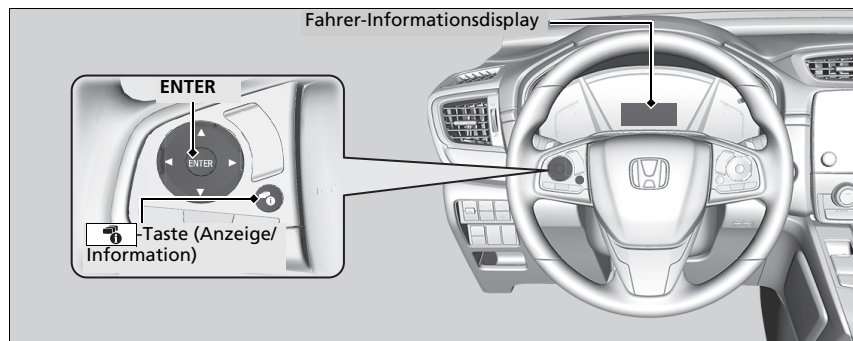 Fahrer-Informationsdisplay
ENTER
ENTER
-Taste (Anzeige/
Information)